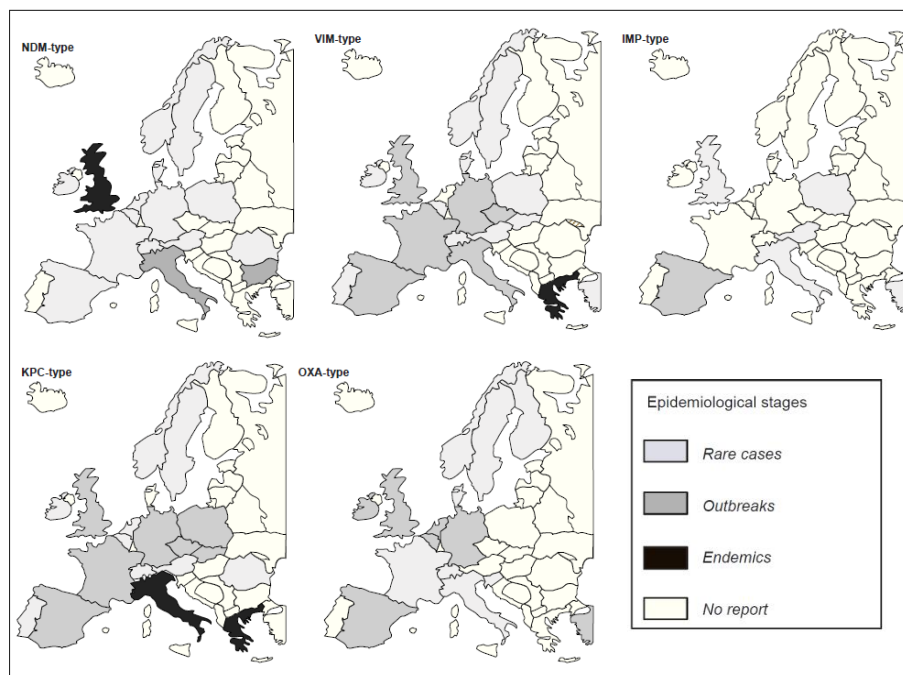 NDM-type
VIM-type
IMP-type
KPC-type
OXA-type
Epidemiological stages
Rare cases
Outbreaks
Endemics
No report